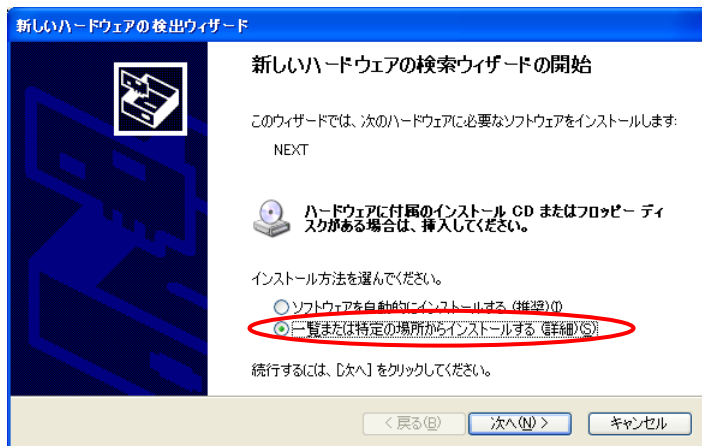 新しいハードウェアの検出ウィザード
新しいハードウェアの検索ウィザードの開始
このウィザードでは、次のハードウェアに必要なソフトウェアをインストールします:
NEXT
ハードウェアに付属のインストール CD またはフロッピー ディ
スクがある場合は、挿入してください。
インストール方法を選んでください。
ソフトウェアを自動的にインストールする (推奨)(I)
一覧または特定の場所からインストールする (詳細)(S)
続行するには、[次へ] をクリックしてください。
< 戻る(B) 次へ(N) > キャンセル